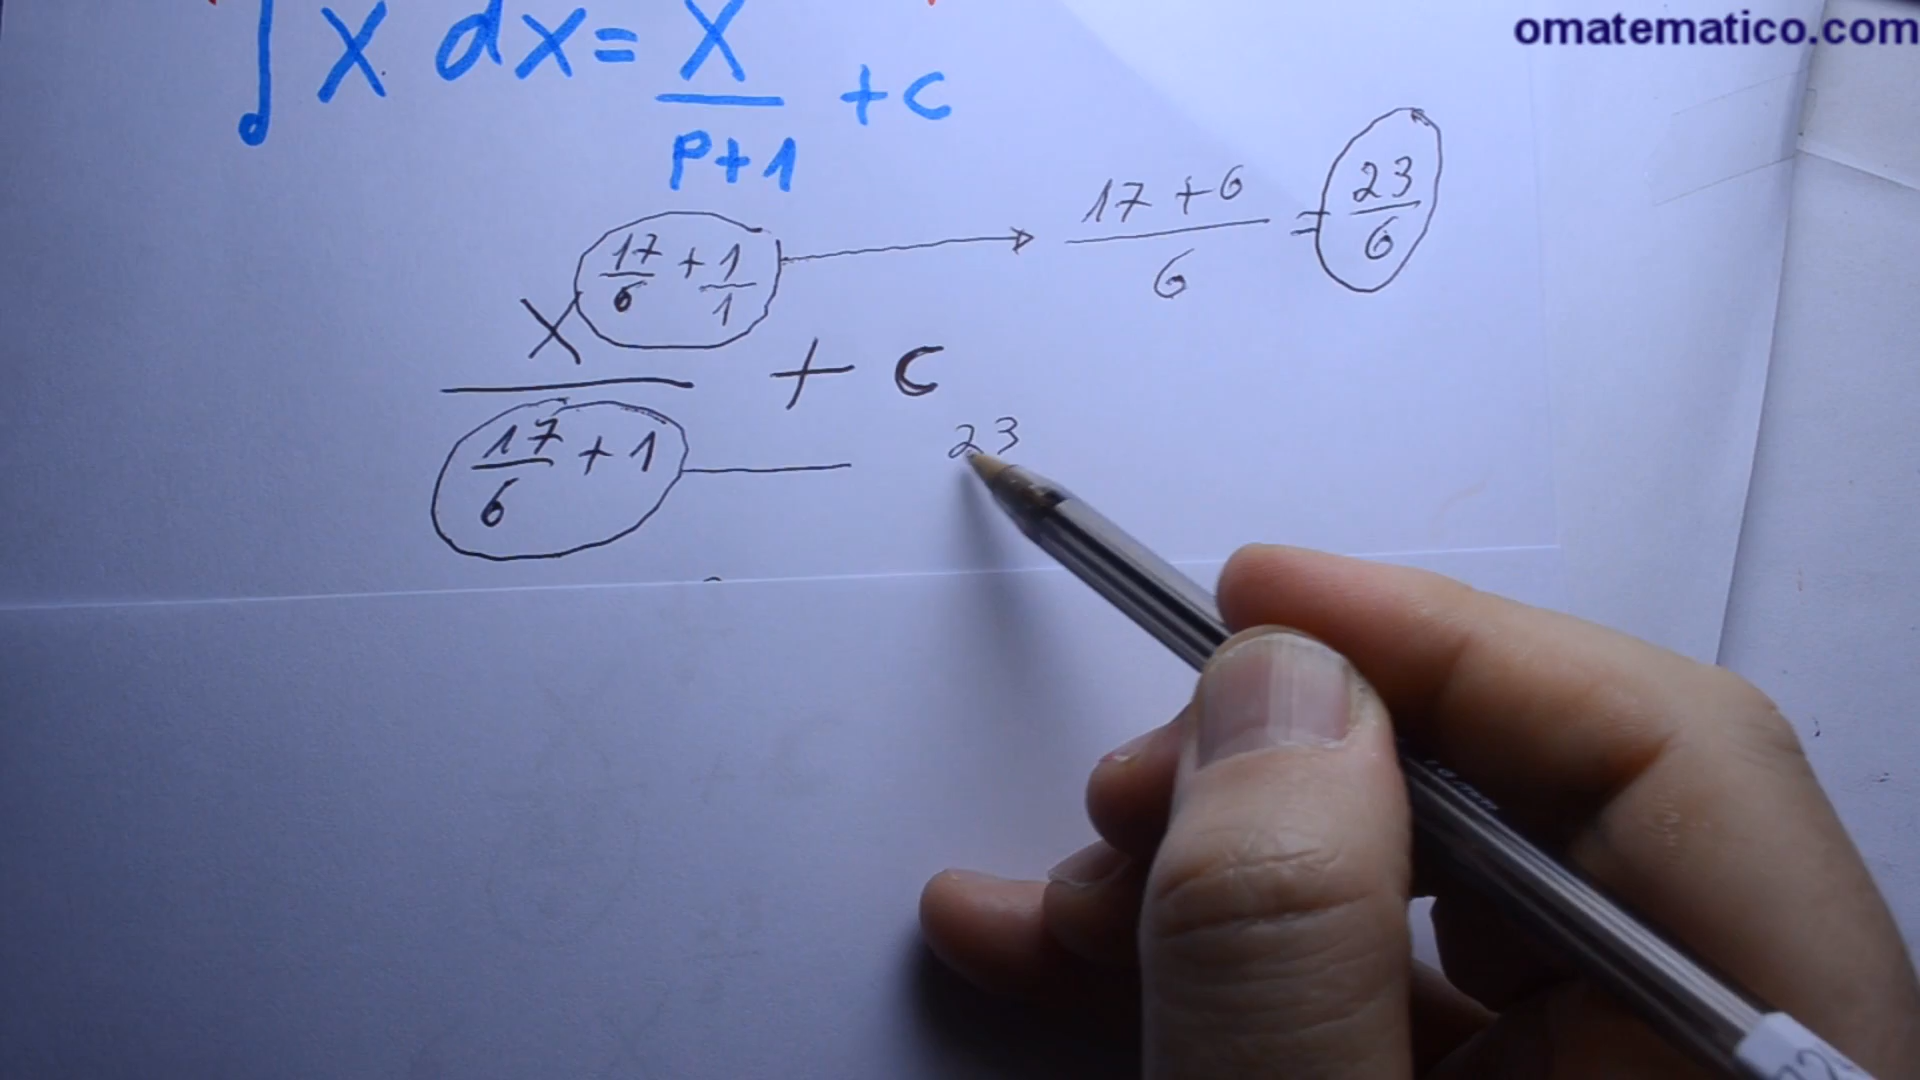 omatematico.com
∫ x dx = x/p+1 + c
17 + 6/6 = 23/6
x 17/6 + 1/1
17/6 + 1
+ c
23